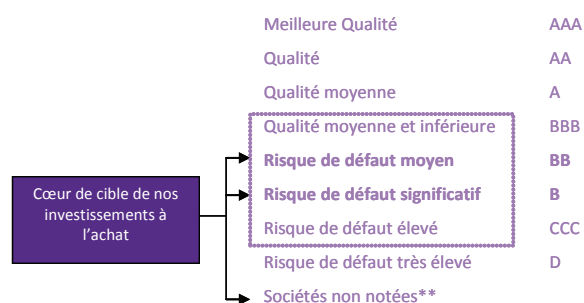 Meilleure Qualité AAA
Qualité AA
Qualité moyenne A
Qualité moyenne et inférieure BBB
Risque de défaut moyen BB
Risque de défaut significatif B
Risque de défaut élevé CCC
Risque de défaut très élevé D
Sociétés non notées**
Cœur de cible de nos
investissements à
l'achat